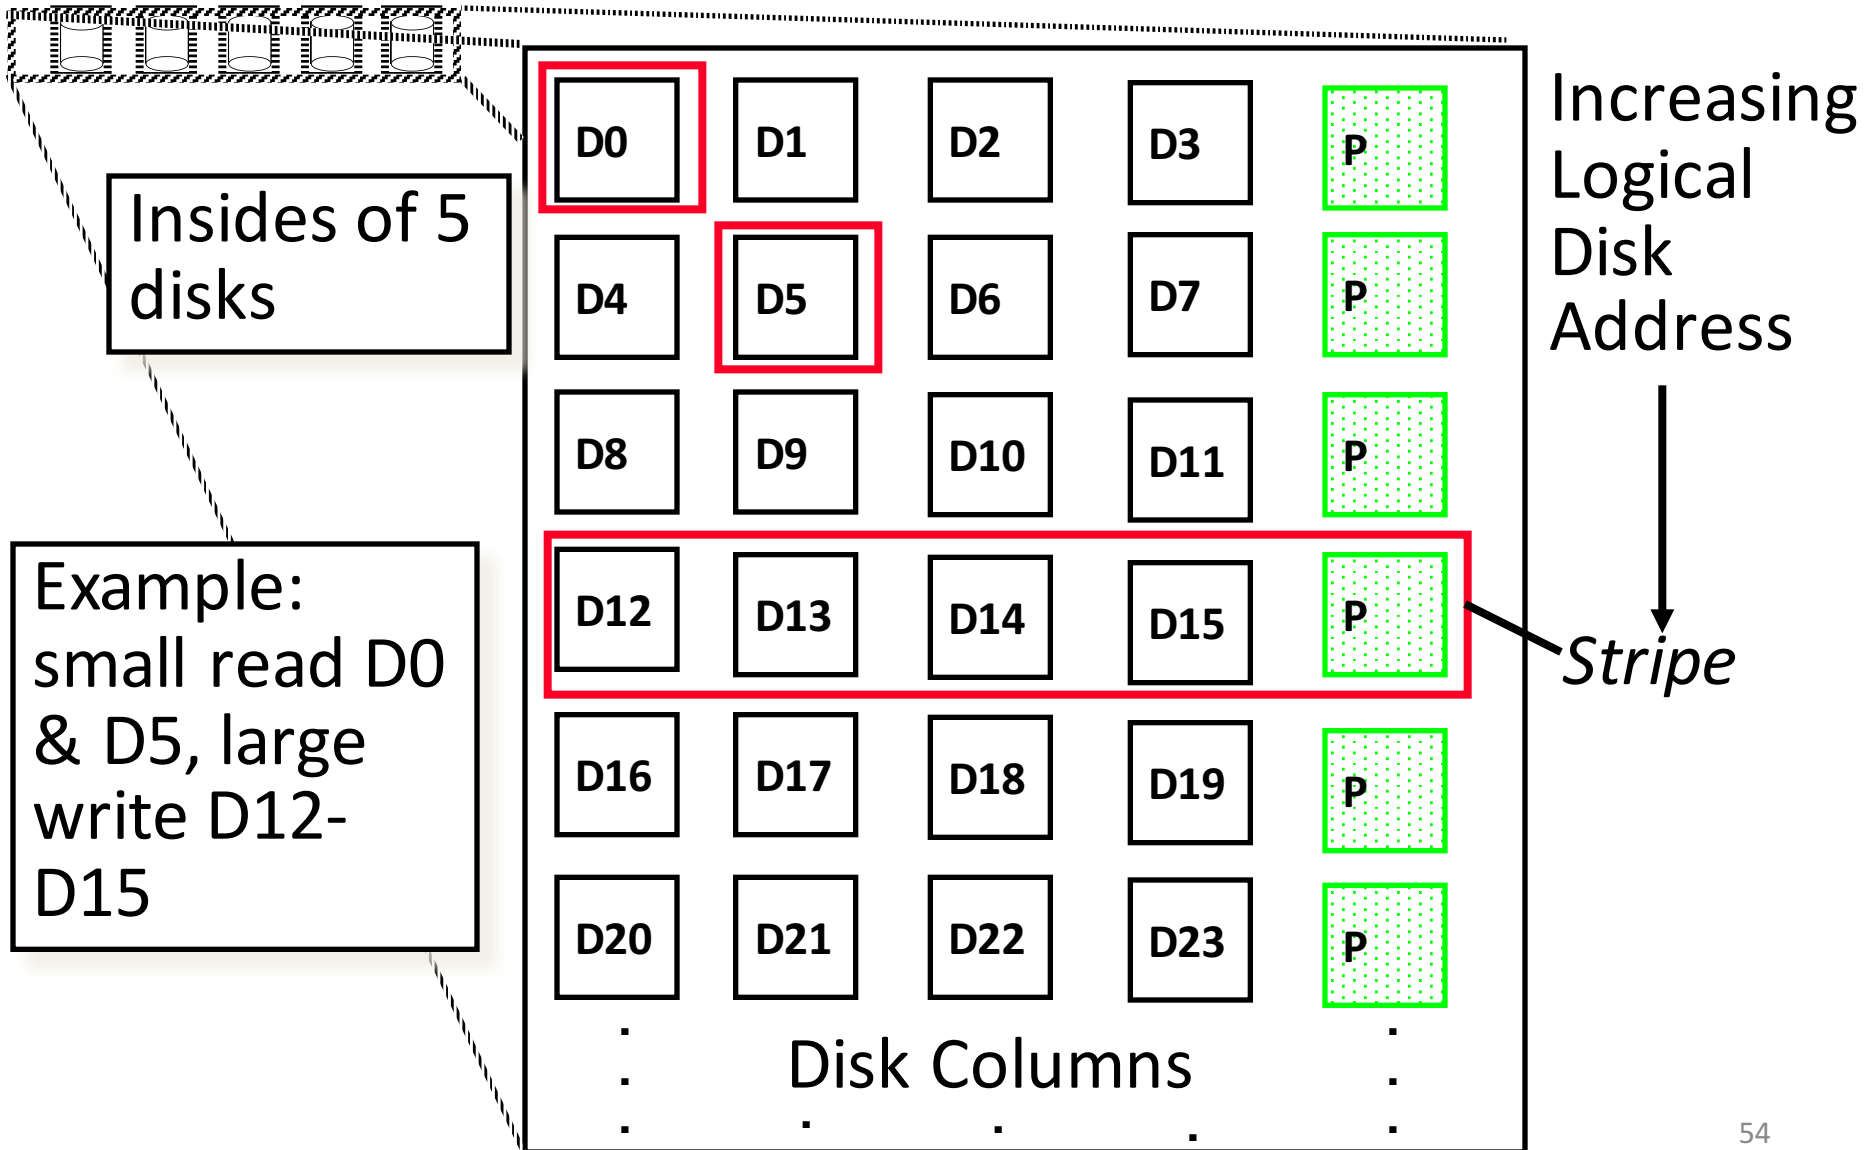 D0 D1 D2 D3 P
Increasing
Logical
Disk
Address
Insides of 5
disks
D4 D5 D6 D7 P
D8 D9 D10 D11 P
Example:
small read D0
& D5, large
write D12-
D15
D12 D13 D14 D15 P
Stripe
D16 D17 D18 D19 P
D20 D21 D22 D23 P
Disk Columns
54